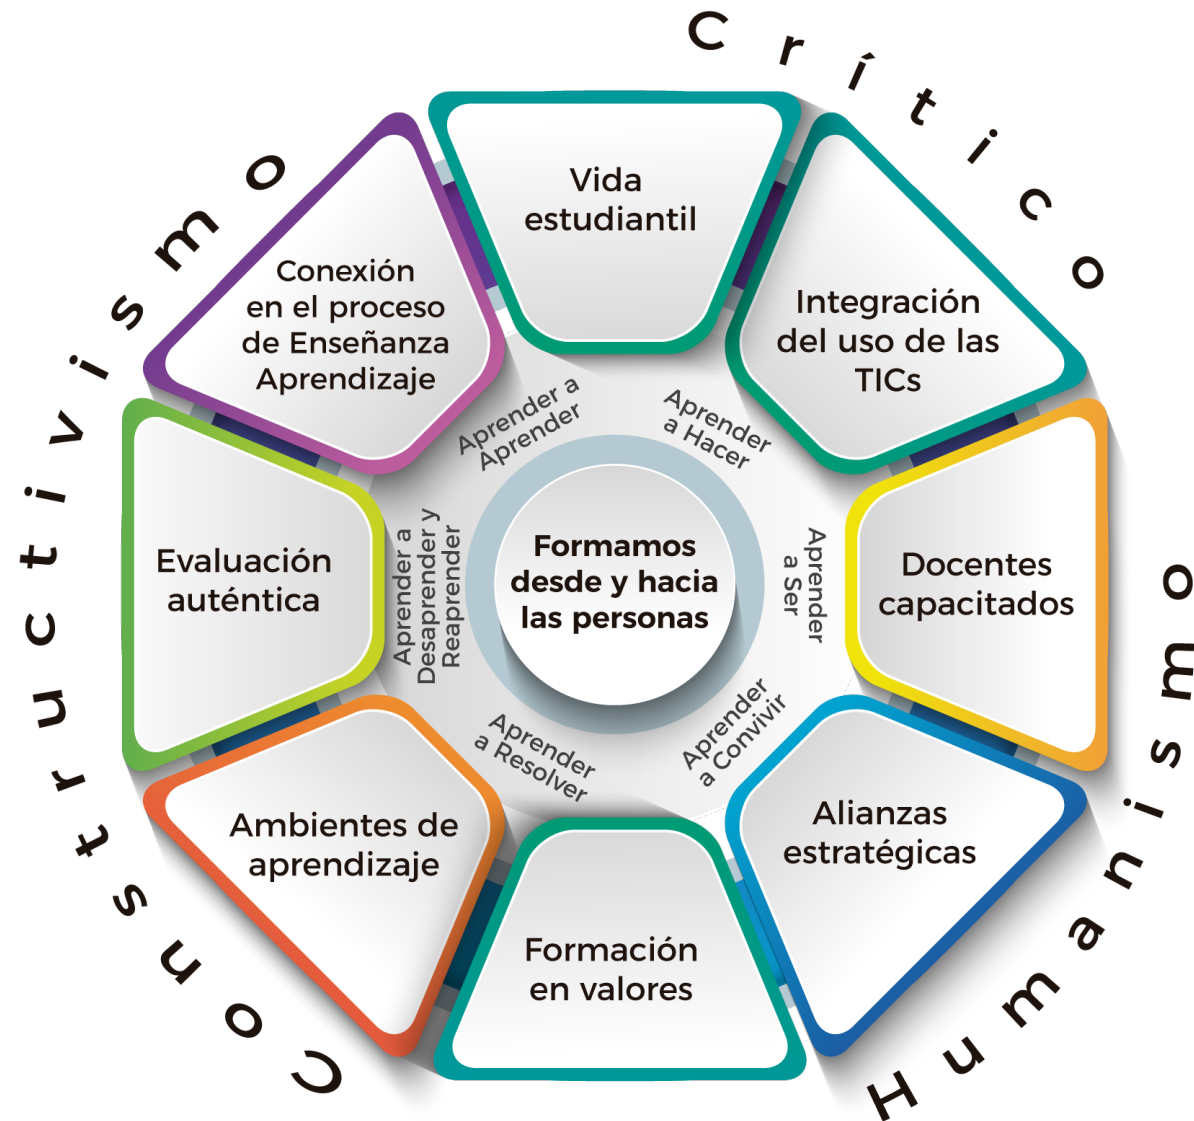 Constructivismo
Crítico
Humanismo
Vida
estudiantil
Integración
del uso de las
TICs
Docentes
capacitados
Alianzas
estratégicas
Formación
en valores
Ambientes de
aprendizaje
Evaluación
auténtica
Conexión
en el proceso
de Enseñanza
Aprendizaje
Aprender a
Aprender
Aprender
a Hacer
Aprender
a Ser
Aprender
a Convivir
Aprender
a Resolver
Aprender a
Desaprender y
Reaprender
Formamos
desde y hacia
las personas